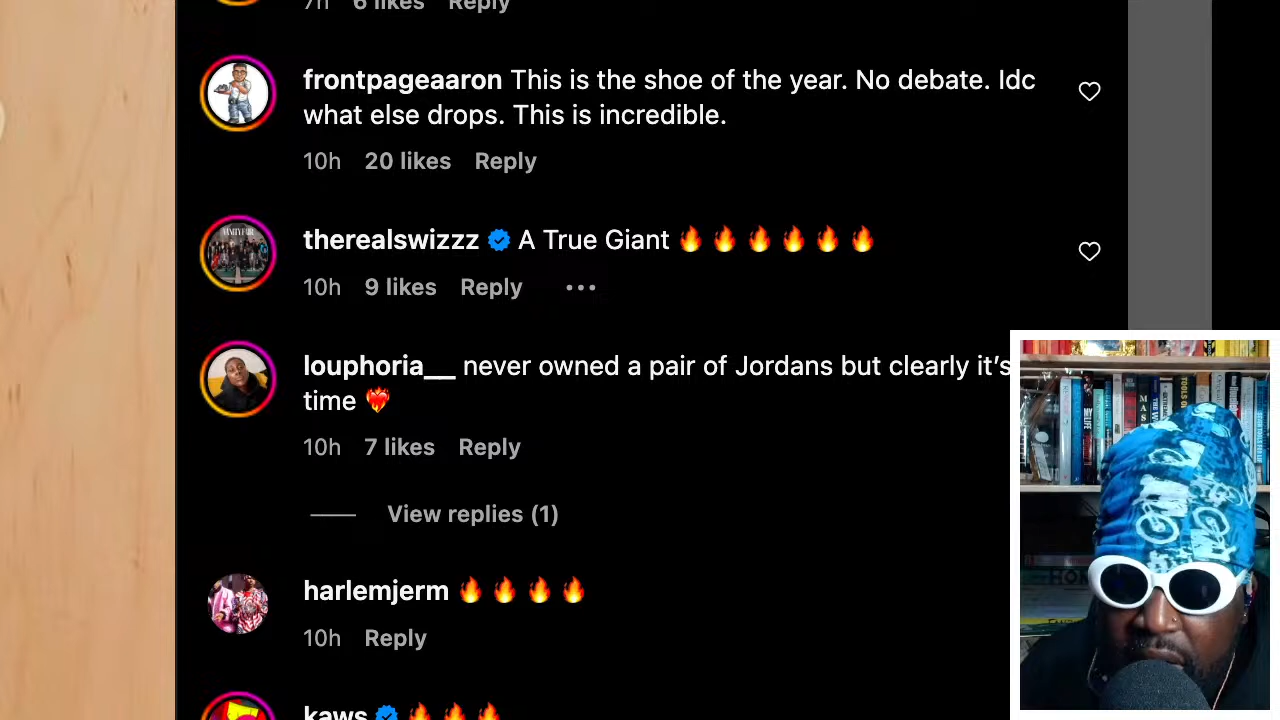 7h 6 likes Reply
frontpageaaron This is the shoe of the year. No debate. Idc
what else drops. This is incredible.
10h 20 likes Reply
VANITY FAIR
therealswizzz A True Giant 🔥🔥🔥🔥🔥🔥
10h 9 likes Reply •••
louphoria__ never owned a pair of Jordans but clearly it's
time ❤️‍🔥
10h 7 likes Reply
View replies (1)
harlemjerm 🔥🔥🔥🔥
10h Reply
kaws 🔥🔥🔥